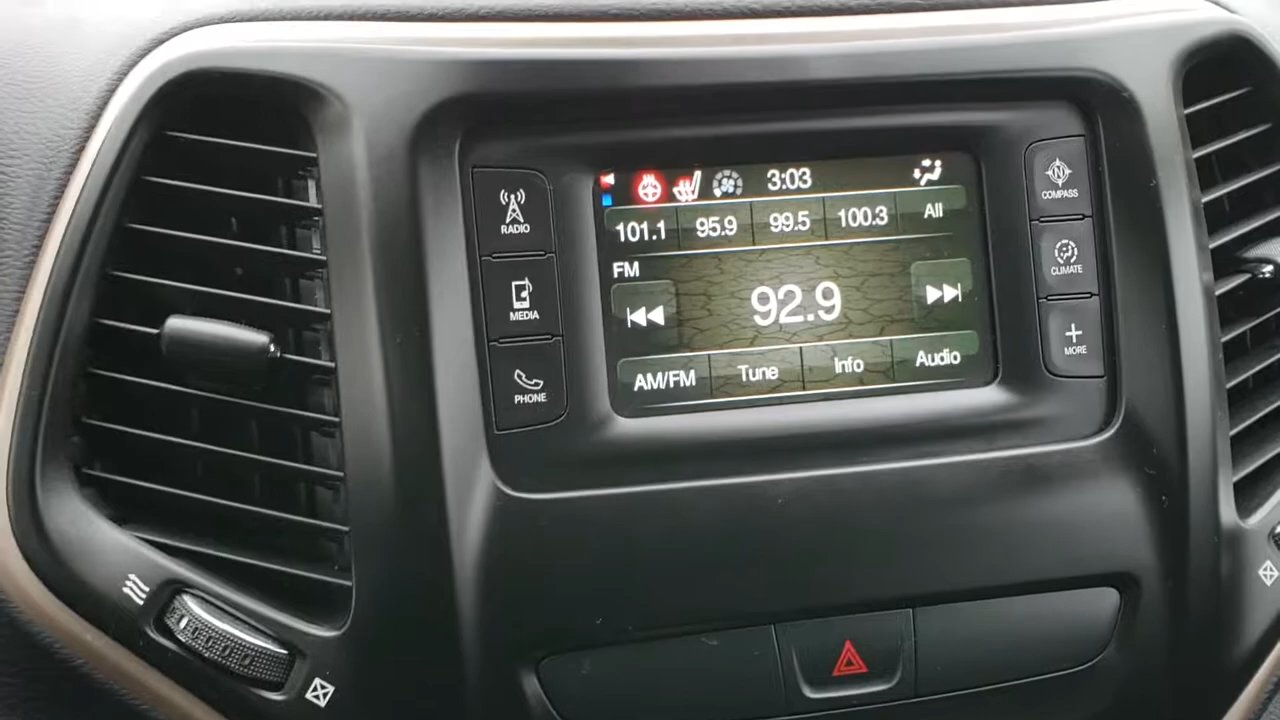 3:03
101.1 95.9 99.5 100.3 All
FM
92.9
AM/FM Tune Info Audio
RADIO
MEDIA
PHONE
N
COMPASS
CLIMATE
MORE